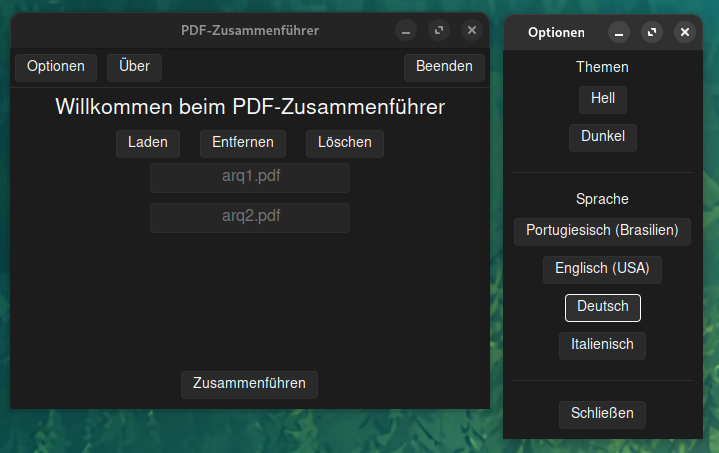 PDF-Zusammenführer
Optionen
Über
Beenden
Willkommen beim PDF-Zusammenführer
Laden
Entfernen
Löschen
arq1.pdf
arq2.pdf
Zusammenführen
Optionen
Themen
Hell
Dunkel
Sprache
Portugiesisch (Brasilien)
Englisch (USA)
Deutsch
Italienisch
Schließen